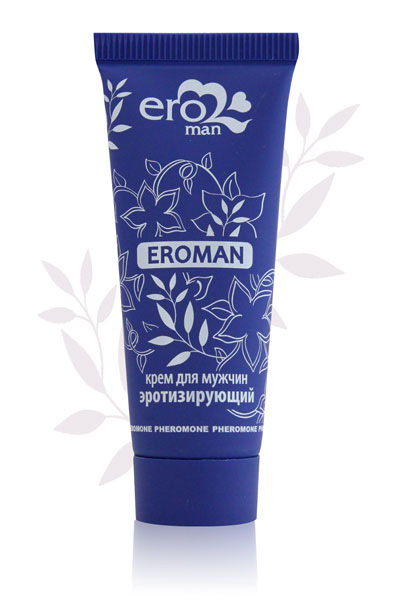 ero
man
EROMAN
крем для мужчин
эротизирующий
PHEROMONE PHEROMONE